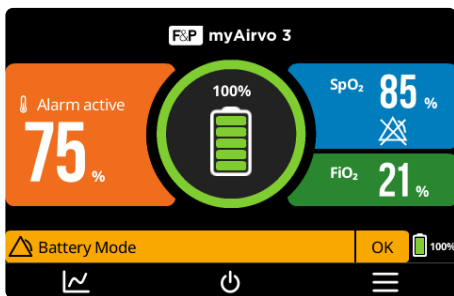 F&P myAirvo 3
Alarm active
75 %
100%
SpO₂ 85 %
FiO₂ 21 %
Battery Mode
OK
100%